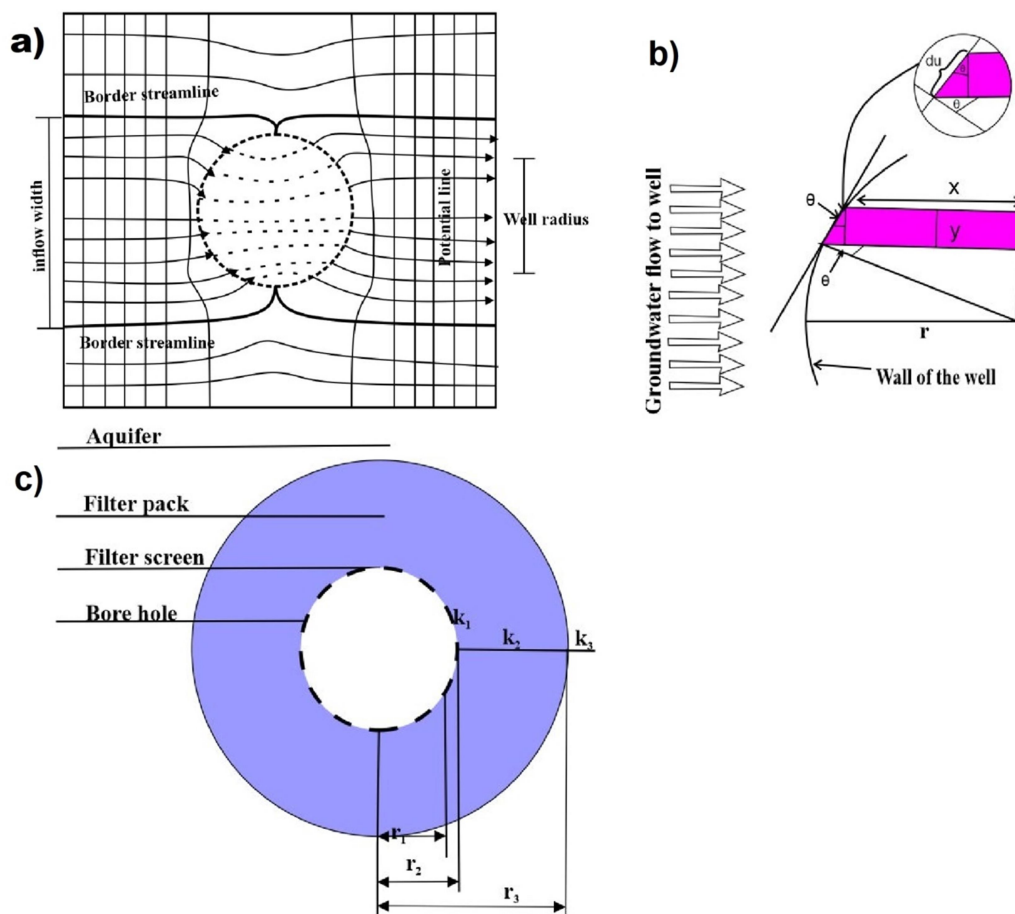 a)
Border streamline
inflow width
Potential line
Well radius
Border streamline
b)
du
θ
θ
Groundwater flow to well
θ
x
y
θ
r
Wall of the well
c)
Aquifer
Filter pack
Filter screen
Bore hole
k₁
k₂
k₃
r₁
r₂
r₃